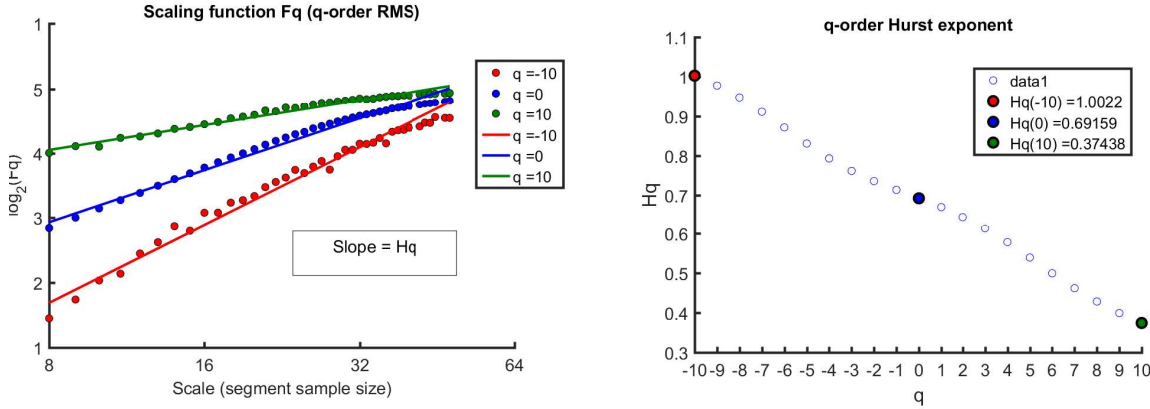 Scaling function Fq (q-order RMS)
1
5
4
3
2
1
log2(Fq)
8
16
32
64
Scale (segment sample size)
q =-10
q =0
q =10
q =-10
q =0
q =10
Slope = Hq
q-order Hurst exponent
1.1
1
0.9
0.8
0.7
0.6
0.5
0.4
0.3
Hq
-10 -9 -8 -7 -6 -5 -4 -3 -2 -1 0 1 2 3 4 5 6 7 8 9 10
q
data1
Hq(-10) =1.0022
Hq(0) =0.69159
Hq(10) =0.37438